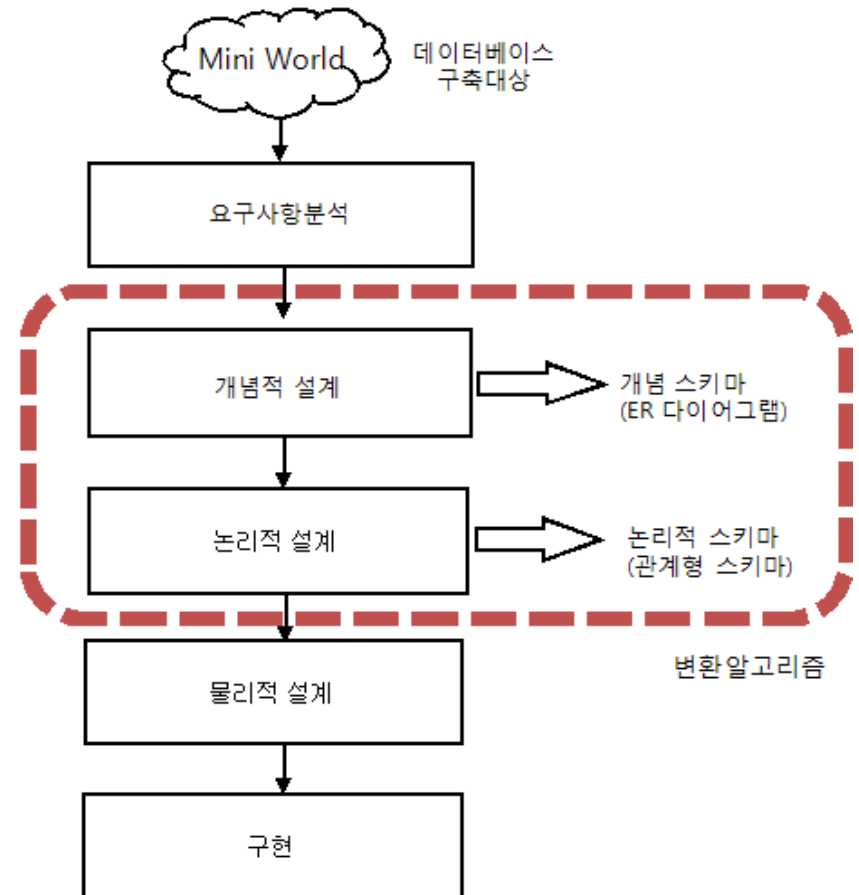 Mini World
데이터베이스
구축대상
요구사항분석
개념적 설계
개념 스키마
(ER 다이어그램)
논리적 설계
논리적 스키마
(관계형 스키마)
변환알고리즘
물리적 설계
구현